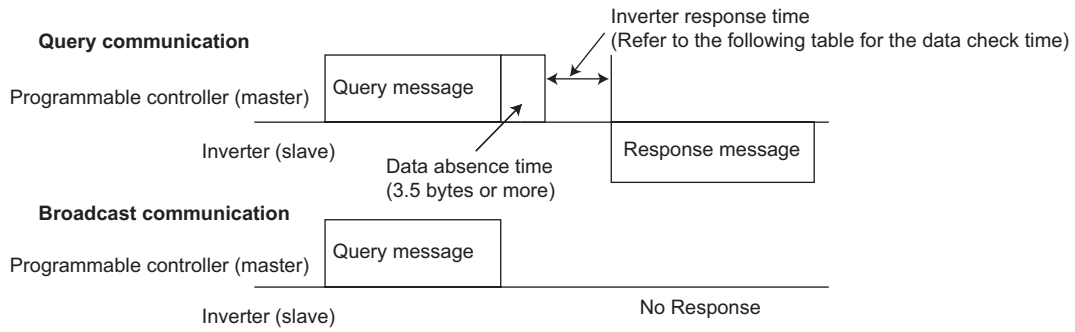 Inverter response time
(Refer to the following table for the data check time)
Query communication
Query message
Programmable controller (master)
Inverter (slave)
Data absence time
(3.5 bytes or more)
Response message
Broadcast communication
Query message
Programmable controller (master)
No Response
Inverter (slave)